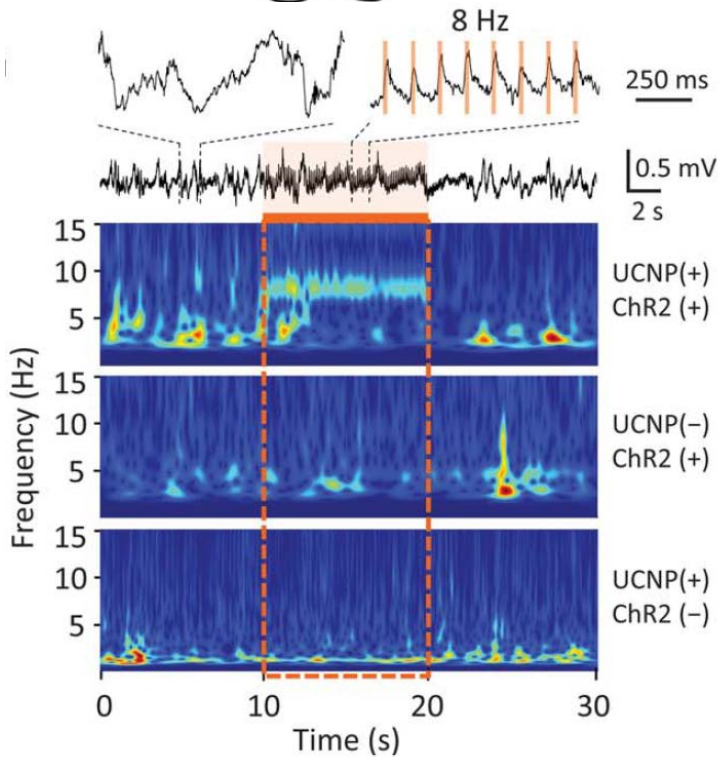 8 Hz
250 ms
0.5 mV
2 s
15
10
5
UCNP(+)
ChR2 (+)
15
10
5
UCNP(−)
ChR2 (+)
15
10
5
UCNP(+)
ChR2 (−)
Frequency (Hz)
0 10 20 30
Time (s)